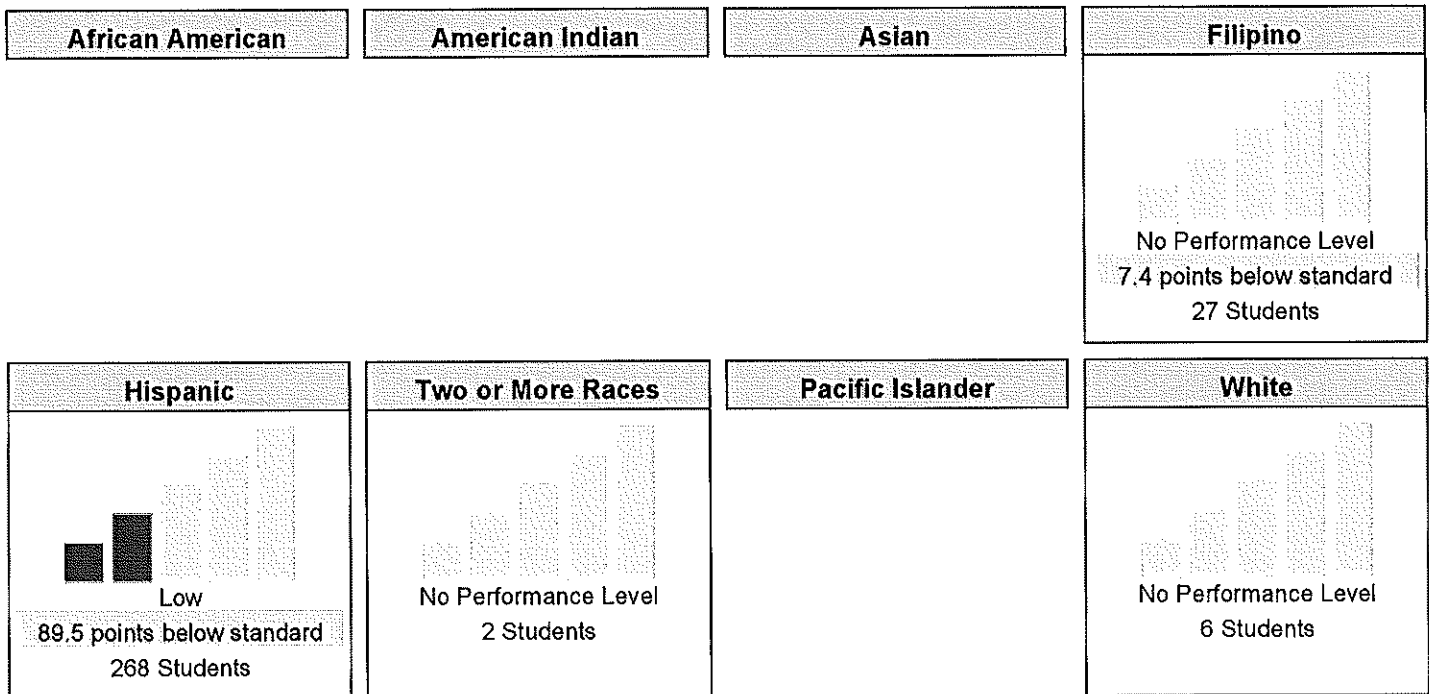 African American
American Indian
Asian
Filipino
No Performance Level
7.4 points below standard
27 Students
Hispanic
Low
89.5 points below standard
268 Students
Two or More Races
No Performance Level
2 Students
Pacific Islander
White
No Performance Level
6 Students